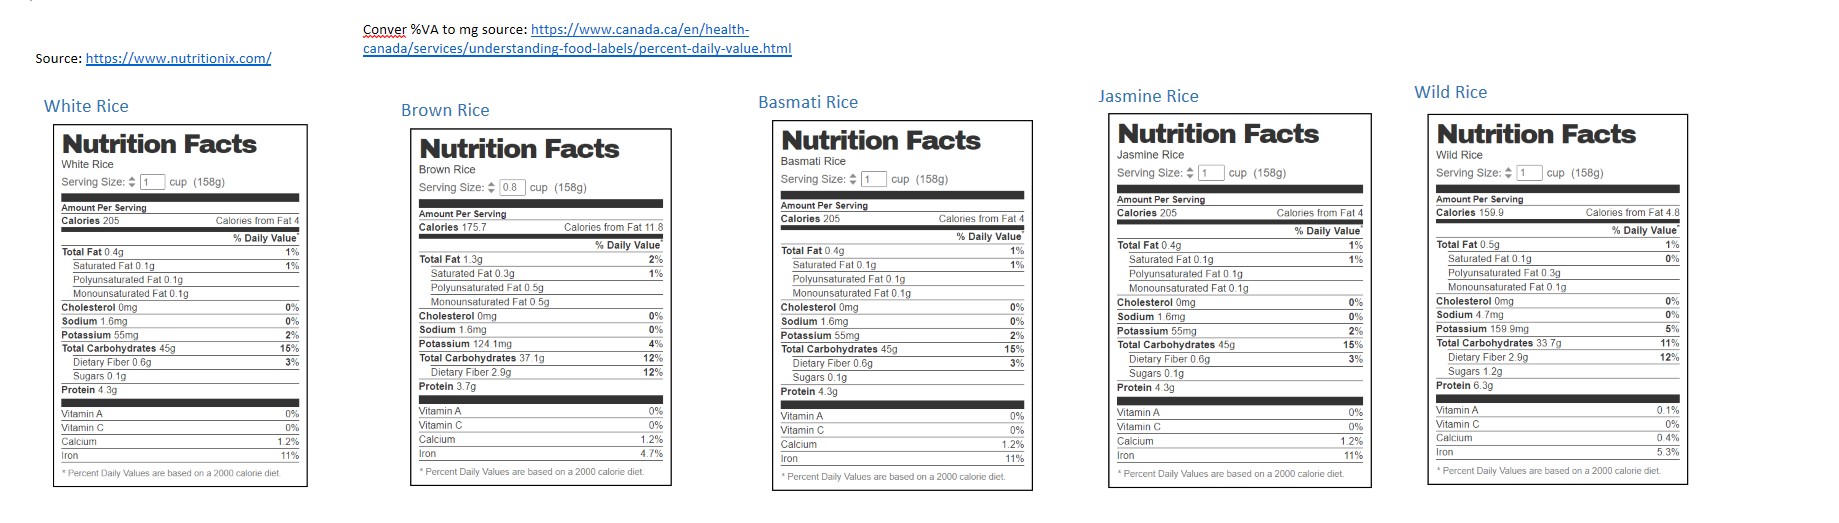 Conver %VA to mg source: https://www.canada.ca/en/health-
canada/services/understanding-food-labels/percent-daily-value.html
Source: https://www.nutritionix.com/
White Rice
Nutrition Facts
White Rice
Serving Size: 1 cup (158g)
Amount Per Serving
Calories 205 Calories from Fat 4
% Daily Value*
Total Fat 0.4g 1%
Saturated Fat 0.1g 1%
Polyunsaturated Fat 0.1g
Monounsaturated Fat 0.1g
Cholesterol 0mg 0%
Sodium 1.6mg 0%
Potassium 55mg 2%
Total Carbohydrates 45g 15%
Dietary Fiber 0.6g 3%
Sugars 0.1g
Protein 4.3g
Vitamin A 0%
Vitamin C 0%
Calcium 1.2%
Iron 11%
* Percent Daily Values are based on a 2000 calorie diet.
Brown Rice
Nutrition Facts
Brown Rice
Serving Size: 0.8 cup (158g)
Amount Per Serving
Calories 175.7 Calories from Fat 11.8
% Daily Value*
Total Fat 1.3g 2%
Saturated Fat 0.3g 1%
Polyunsaturated Fat 0.5g
Monounsaturated Fat 0.5g
Cholesterol 0mg 0%
Sodium 1.6mg 0%
Potassium 124.1mg 4%
Total Carbohydrates 37.1g 12%
Dietary Fiber 2.9g 12%
Protein 3.7g
Vitamin A 0%
Vitamin C 0%
Calcium 1.2%
Iron 4.7%
* Percent Daily Values are based on a 2000 calorie diet.
Basmati Rice
Nutrition Facts
Basmati Rice
Serving Size: 1 cup (158g)
Amount Per Serving
Calories 205 Calories from Fat 4
% Daily Value*
Total Fat 0.4g 1%
Saturated Fat 0.1g 1%
Polyunsaturated Fat 0.1g
Monounsaturated Fat 0.1g
Cholesterol 0mg 0%
Sodium 1.6mg 0%
Potassium 55mg 2%
Total Carbohydrates 45g 15%
Dietary Fiber 0.6g 3%
Sugars 0.1g
Protein 4.3g
Vitamin A 0%
Vitamin C 0%
Calcium 1.2%
Iron 11%
* Percent Daily Values are based on a 2000 calorie diet.
Jasmine Rice
Nutrition Facts
Jasmine Rice
Serving Size: 1 cup (158g)
Amount Per Serving
Calories 205 Calories from Fat 4
% Daily Value*
Total Fat 0.4g 1%
Saturated Fat 0.1g 1%
Polyunsaturated Fat 0.1g
Monounsaturated Fat 0.1g
Cholesterol 0mg 0%
Sodium 1.6mg 0%
Potassium 55mg 2%
Total Carbohydrates 45g 15%
Dietary Fiber 0.6g 3%
Sugars 0.1g
Protein 4.3g
Vitamin A 0%
Vitamin C 0%
Calcium 1.2%
Iron 11%
* Percent Daily Values are based on a 2000 calorie diet.
Wild Rice
Nutrition Facts
Wild Rice
Serving Size: 1 cup (158g)
Amount Per Serving
Calories 159.9 Calories from Fat 4.8
% Daily Value*
Total Fat 0.5g 1%
Saturated Fat 0.1g 0%
Polyunsaturated Fat 0.3g
Monounsaturated Fat 0.1g
Cholesterol 0mg 0%
Sodium 4.7mg 0%
Potassium 159.9mg 5%
Total Carbohydrates 33.7g 11%
Dietary Fiber 2.9g 12%
Sugars 1.2g
Protein 6.3g
Vitamin A 0.1%
Vitamin C 0%
Calcium 0.4%
Iron 5.3%
* Percent Daily Values are based on a 2000 calorie diet.